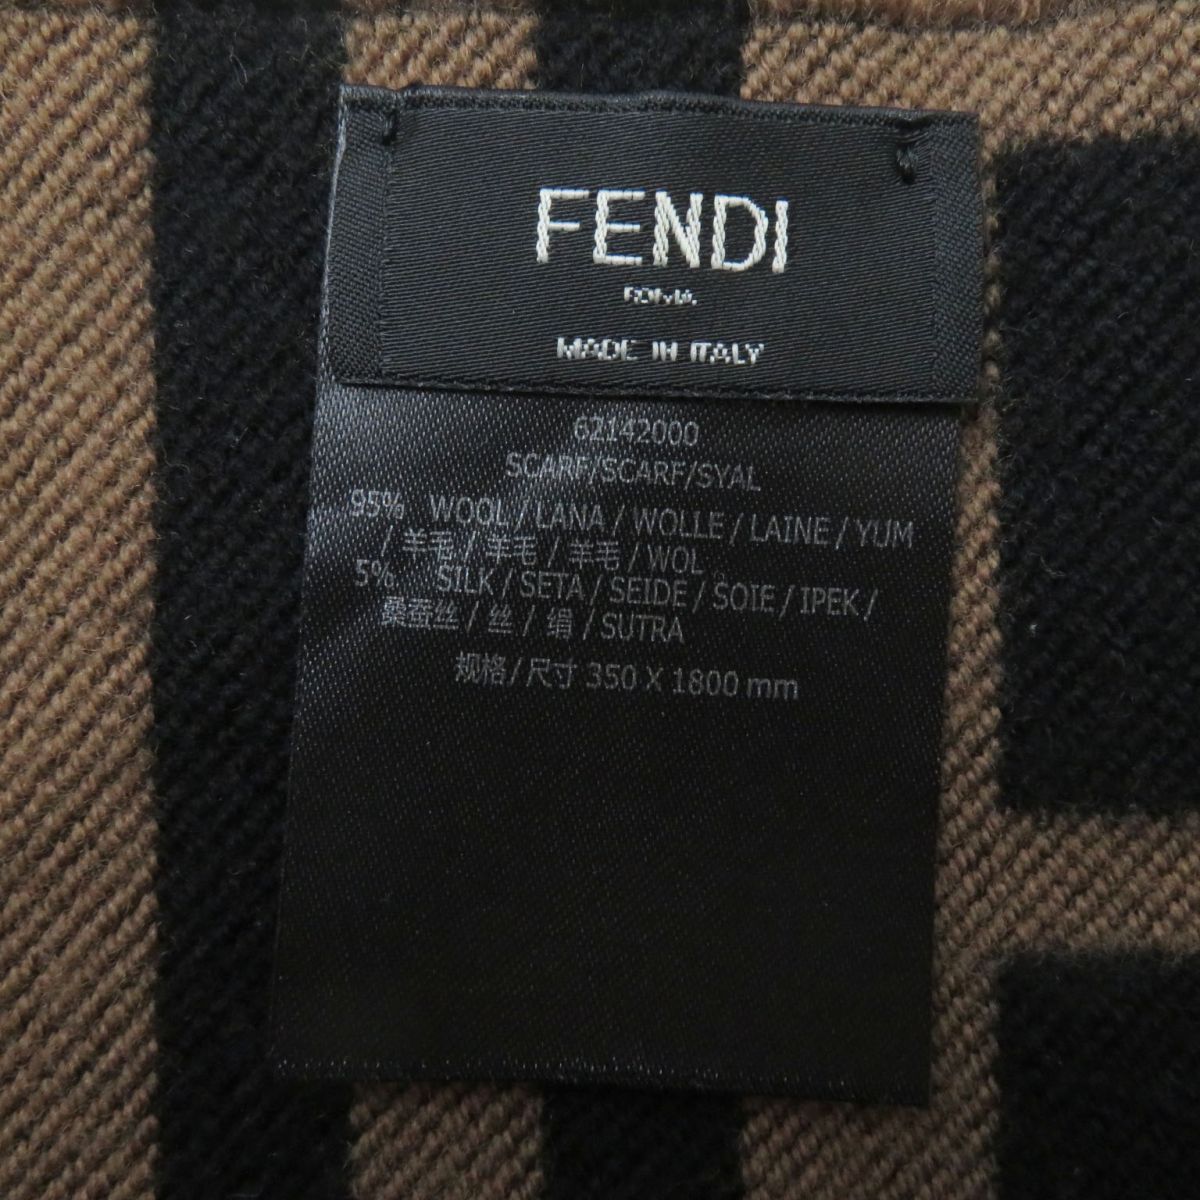 FENDI
ROMA
MADE IN ITALY
62142000
SCARF/SCARF/SYAL
95% WOOL / LANA / WOLLE / LAINE / YUM
/ 羊毛 / 羊毛 / 羊毛 / WOL
5% SILK / SETA / SEIDE / SOIE / IPEK /
桑蚕丝 / 丝 / 绢 / SUTRA
规格 / 尺寸 350 X 1800 mm